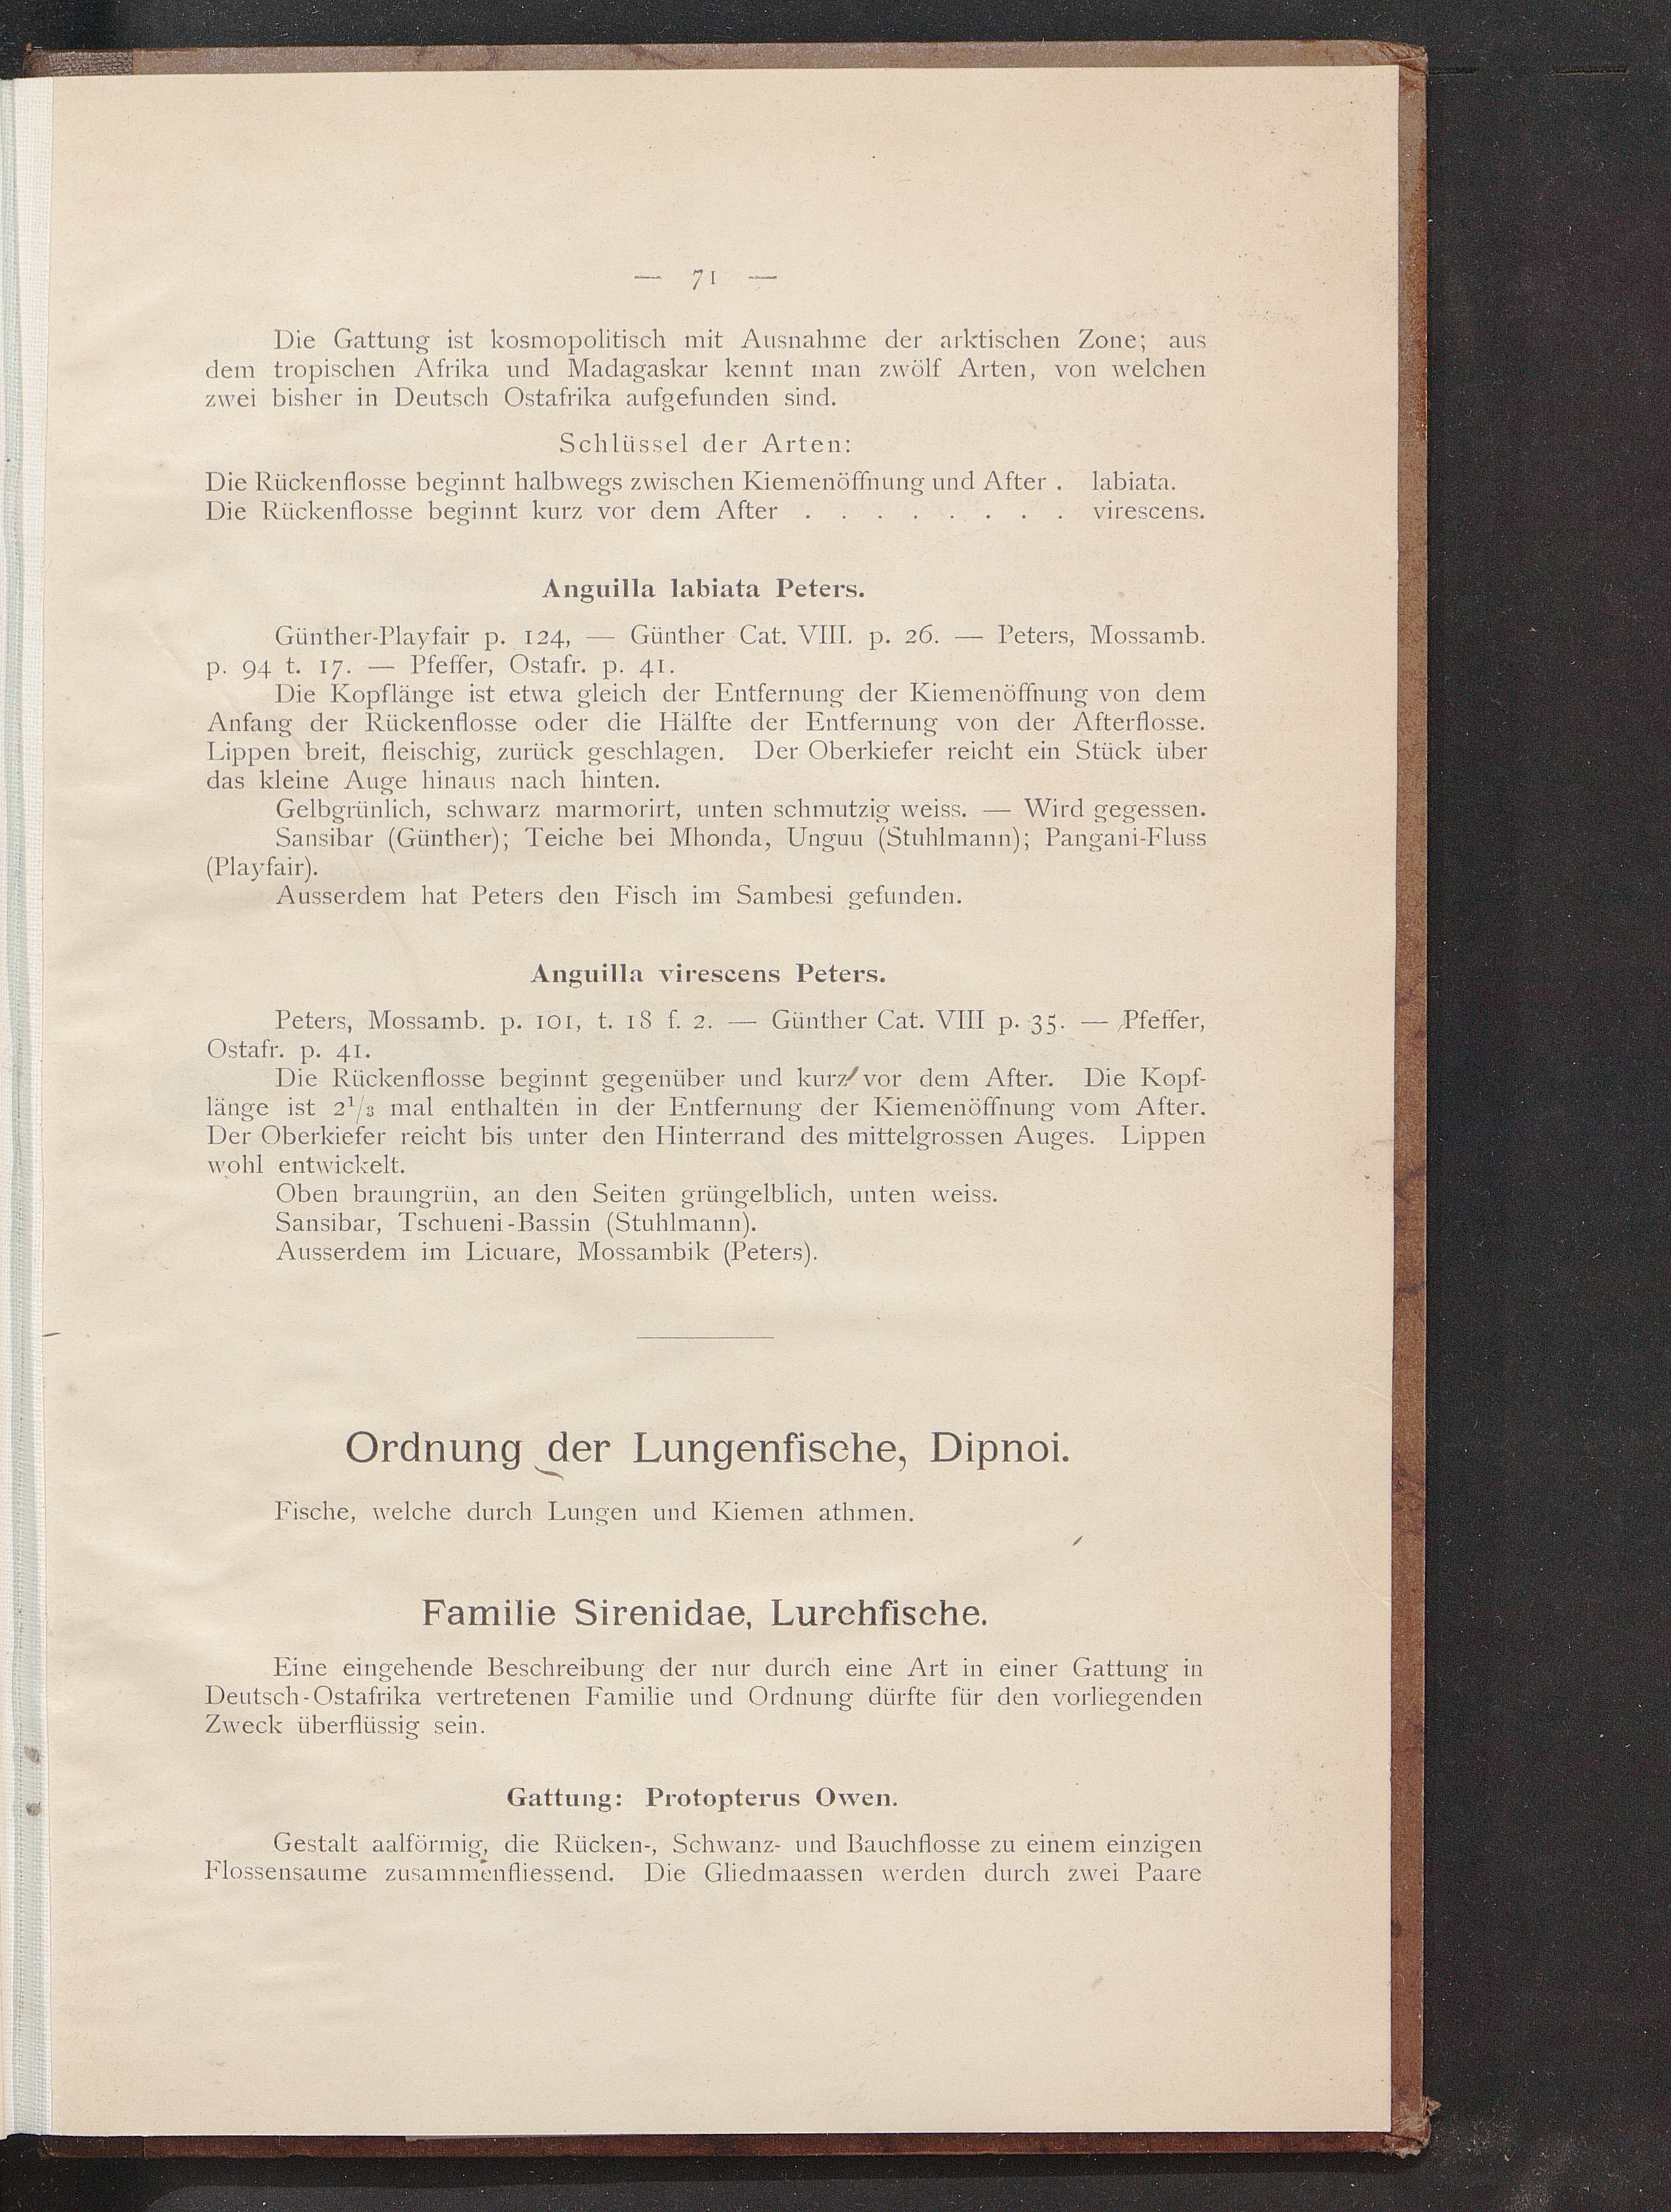 — 71 —
Die Gattung ist kosmopolitisch mit Ausnahme der arktischen Zone; aus
dem tropischen Afrika und Madagaskar kennt man zwölf Arten, von welchen
zwei bisher in Deutsch Ostafrika aufgefunden sind.
Schlüssel der Arten:
Die Rückenflosse beginnt halbwegs zwischen Kiemenöffnung und After . labiata.
Die Rückenflosse beginnt kurz vor dem After . . . . . . . . virescens.
Anguilla labiata Peters.
Günther-Playfair p. 124, — Günther Cat. VIII. p. 26. — Peters, Mossamb.
p. 94 t. 17. — Pfeffer, Ostafr. p. 41.
Die Kopflänge ist etwa gleich der Entfernung der Kiemenöffnung von dem
Anfang der Rückenflosse oder die Hälfte der Entfernung von der Afterflosse.
Lippen breit, fleischig, zurück geschlagen. Der Oberkiefer reicht ein Stück über
das kleine Auge hinaus nach hinten.
Gelbgrünlich, schwarz marmorirt, unten schmutzig weiss. — Wird gegessen.
Sansibar (Günther); Teiche bei Mhonda, Unguu (Stuhlmann); Pangani-Fluss
(Playfair).
Ausserdem hat Peters den Fisch im Sambesi gefunden.
Anguilla virescens Peters.
Peters, Mossamb. p. 101, t. 18 f. 2. — Günther Cat. VIII p. 35. — Pfeffer,
Ostafr. p. 41.
Die Rückenflosse beginnt gegenüber und kurz vor dem After. Die Kopf-
länge ist 2¹/₃ mal enthalten in der Entfernung der Kiemenöffnung vom After.
Der Oberkiefer reicht bis unter den Hinterrand des mittelgrossen Auges. Lippen
wohl entwickelt.
Oben braungrün, an den Seiten grüngelblich, unten weiss.
Sansibar, Tschueni-Bassin (Stuhlmann).
Ausserdem im Licuare, Mossambik (Peters).
Ordnung der Lungenfische, Dipnoi.
Fische, welche durch Lungen und Kiemen athmen.
Familie Sirenidae, Lurchfische.
Eine eingehende Beschreibung der nur durch eine Art in einer Gattung in
Deutsch-Ostafrika vertretenen Familie und Ordnung dürfte für den vorliegenden
Zweck überflüssig sein.
Gattung: Protopterus Owen.
Gestalt aalförmig, die Rücken-, Schwanz- und Bauchflosse zu einem einzigen
Flossensaume zusammenfliessend. Die Gliedmaassen werden durch zwei Paare